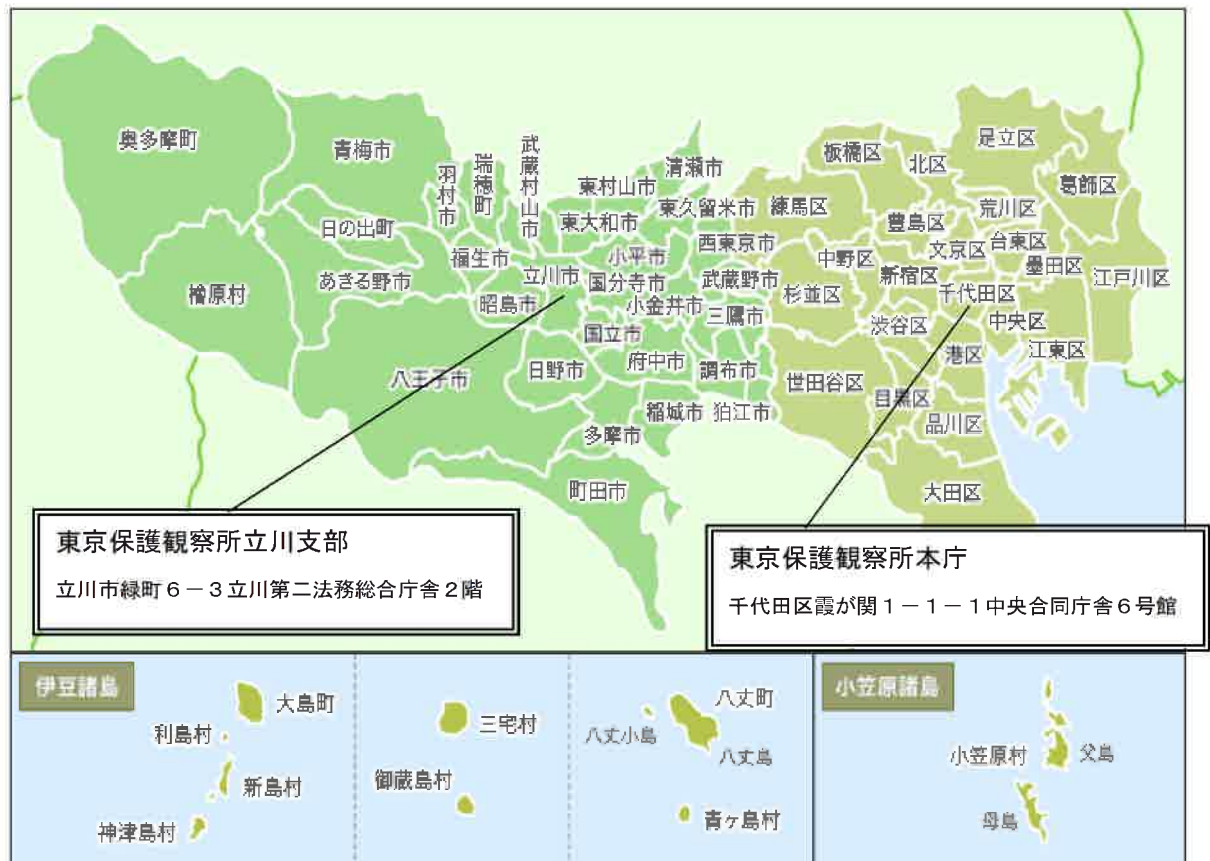 奥多摩町
青梅市
羽村市
瑞穂町
武蔵村山市
東村山市
清瀬市
東久留米市
東大和市
日の出町
福生市
立川市
小平市
西東京市
国分寺市
武蔵野市
檜原村
あきる野市
昭島市
小金井市
三鷹市
国立市
八王子市
日野市
府中市
調布市
稲城市
狛江市
多摩市
町田市
板橋区
北区
足立区
葛飾区
練馬区
豊島区
荒川区
文京区
台東区
墨田区
江戸川区
中野区
新宿区
千代田区
杉並区
渋谷区
中央区
港区
江東区
世田谷区
目黒区
品川区
大田区
東京保護観察所立川支部
立川市緑町6-3立川第二法務総合庁舎2階
東京保護観察所本庁
千代田区霞が関1-1-1中央合同庁舎6号館
伊豆諸島
大島町
利島村
新島村
神津島村
三宅村
御蔵島村
八丈町
八丈小島
八丈島
青ヶ島村
小笠原諸島
小笠原村
父島
母島